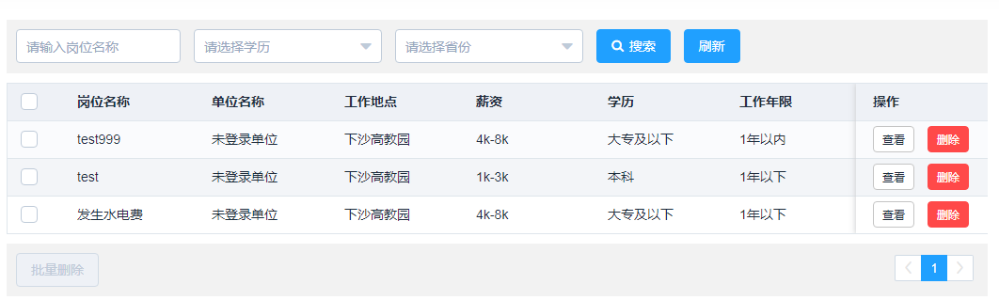 请输入岗位名称 请选择学历 请选择省份 搜索 刷新
岗位名称 单位名称 工作地点 薪资 学历 工作年限 操作
test999 未登录单位 下沙高教园 4k-8k 大专及以下 1年以内 查看 删除
test 未登录单位 下沙高教园 1k-3k 本科 1年以下 查看 删除
发生水电费 未登录单位 下沙高教园 4k-8k 大专及以下 1年以下 查看 删除
批量删除 1